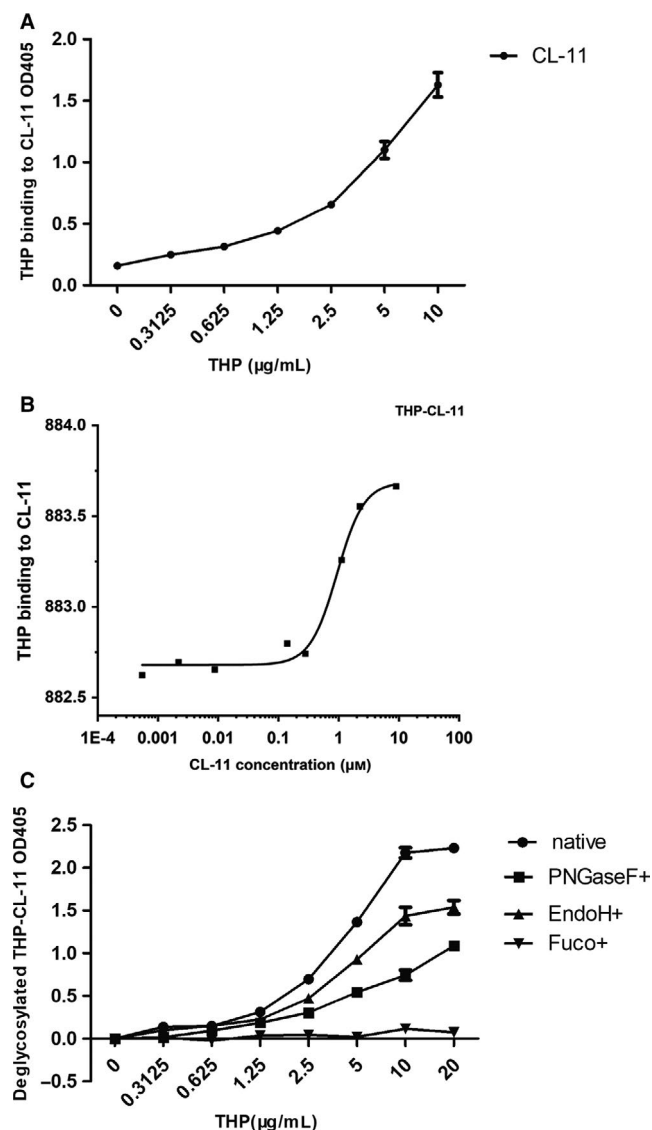 A
2.0
1.5
1.0
0.5
0.0
THP binding to CL-11 OD405
CL-11
0
0.3125
0.625
1.25
2.5
5
10
THP (µg/mL)
B
THP-CL-11
884.0
883.5
883.0
882.5
THP binding to CL-11
1E-4
0.001
0.01
0.1
1
10
100
CL-11 concentration (µM)
C
2.5
2.0
1.5
1.0
0.5
0.0
–0.5
Deglycosylated THP-CL-11 OD405
native
PNGaseF+
EndoH+
Fuco+
0
0.3125
0.625
1.25
2.5
5
10
20
THP(µg/mL)